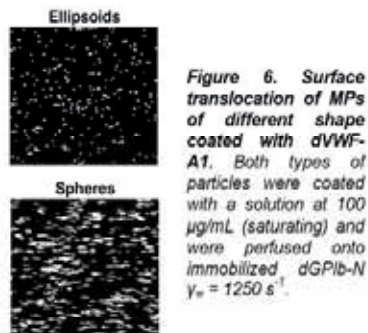 Ellipsoids
Spheres
Figure 6. Surface
translocation of MPs
of different shape
coated with dVWF-
A1. Both types of
particles were coated
with a solution at 100
µg/mL (saturating) and
were perfused onto
immobilized dGPIb-N
γw = 1250 s⁻¹.